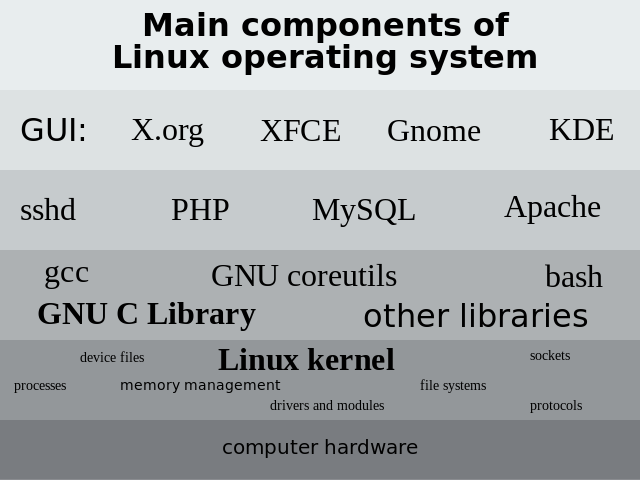 Main components of
Linux operating system
GUI: X.org XFCE Gnome KDE
sshd PHP MySQL Apache
gcc GNU coreutils bash
GNU C Library other libraries
device files Linux kernel sockets
processes memory management file systems
drivers and modules protocols
computer hardware